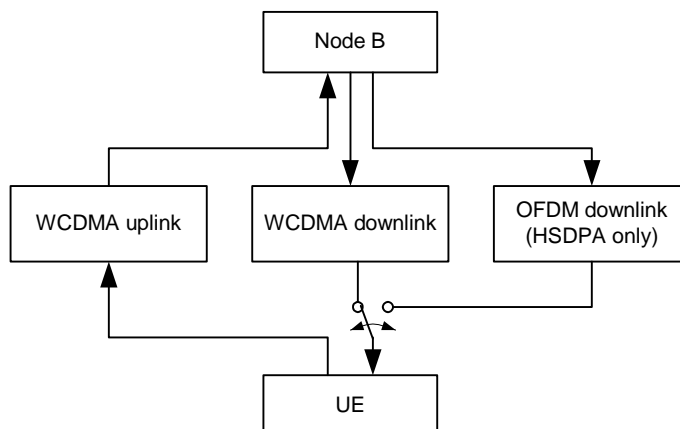 Node B
WCDMA uplink
WCDMA downlink
OFDM downlink
(HSDPA only)
UE